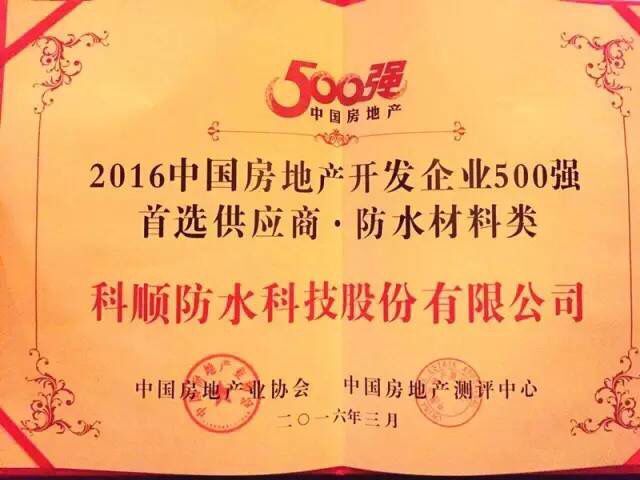 500强
中国房地产
2016中国房地产开发企业500强
首选供应商·防水材料类
科顺防水科技股份有限公司
中国房地产业协会 中国房地产测评中心
二〇一六年三月